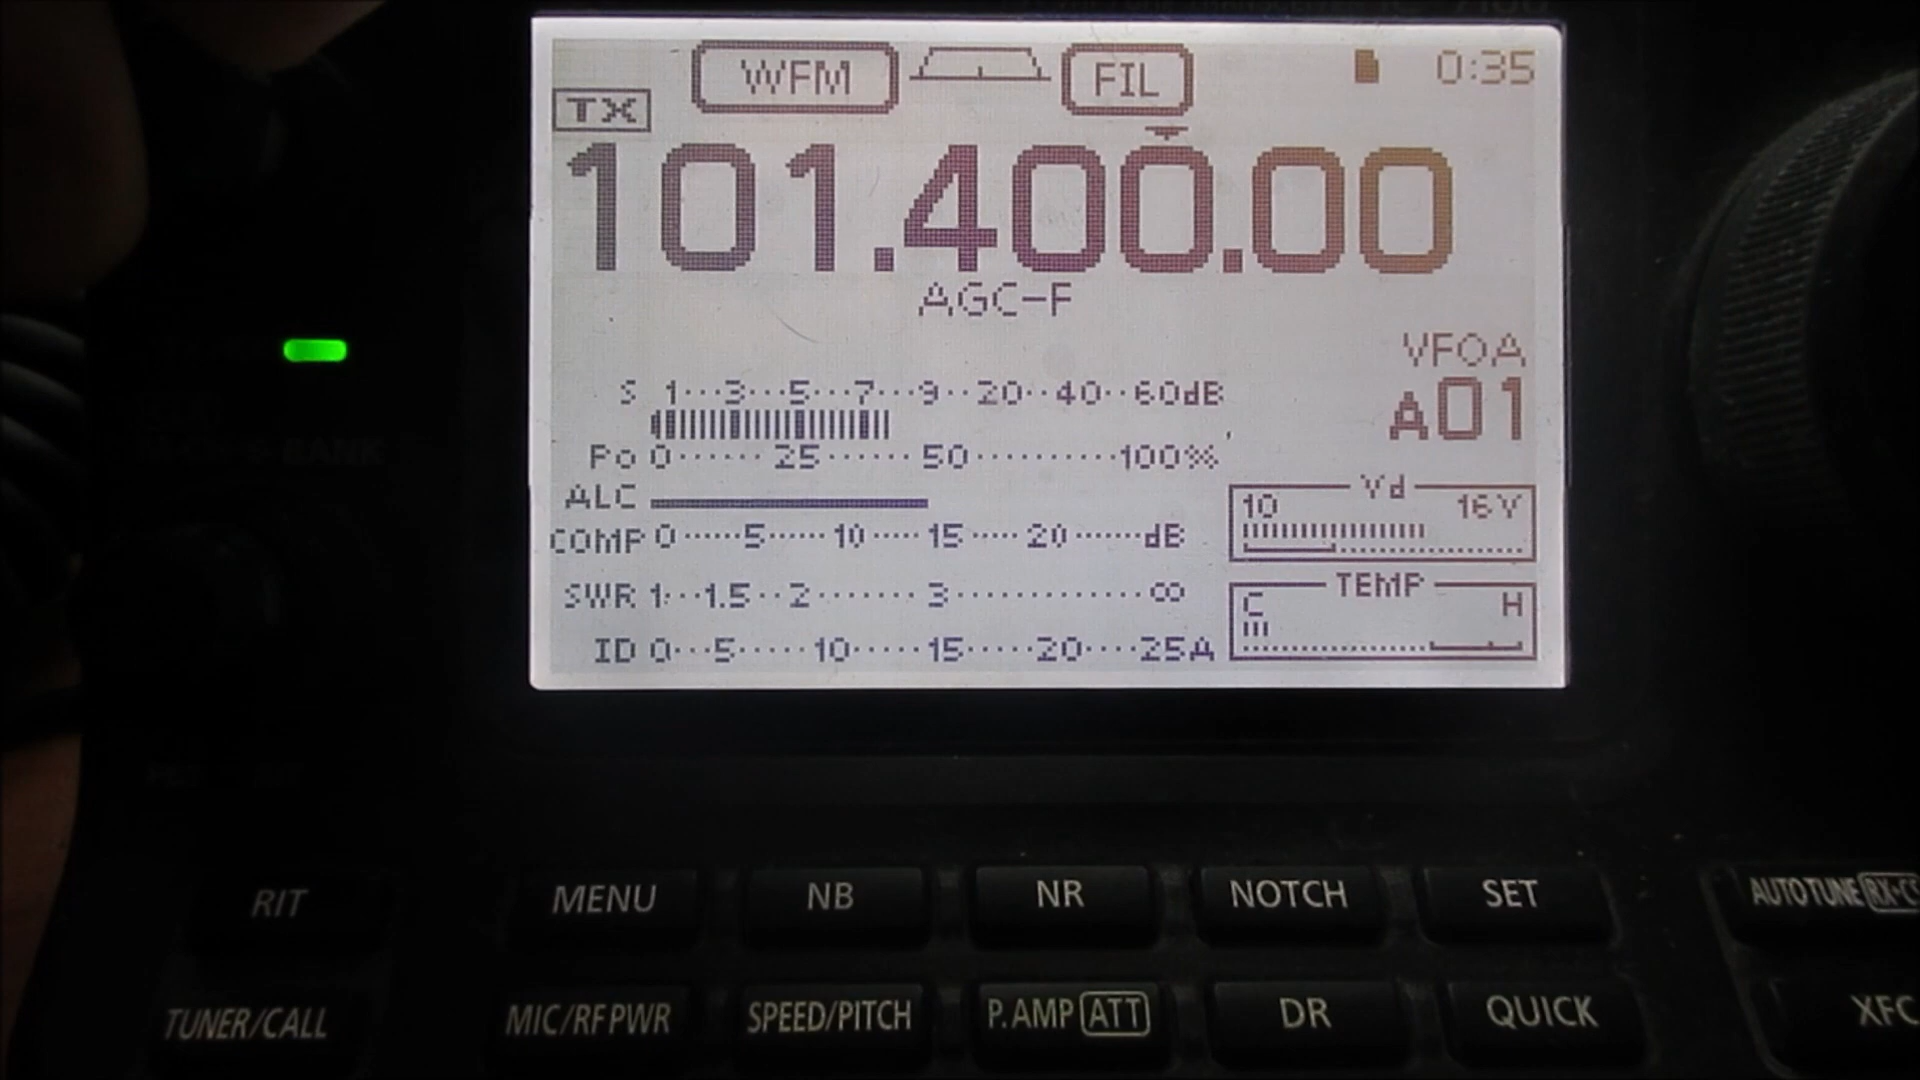 WFM FIL 0:35
TX
101.400.00
AGC-F
VFOA
A01
S 1···3···5···7···9··20··40··60dB
Po 0······25······50··········100%
ALC
COMP 0······5······10·····15·····20·······dB
SWR 1···1.5··2·······3·············∞
ID 0···5·····10·····15·····20····25A
Vd
10 16V
TEMP
C H
RIT MENU NB NR NOTCH SET AUTOTUNE
TUNER/CALL MIC/RF PWR SPEED/PITCH P.AMP ATT DR QUICK XFC